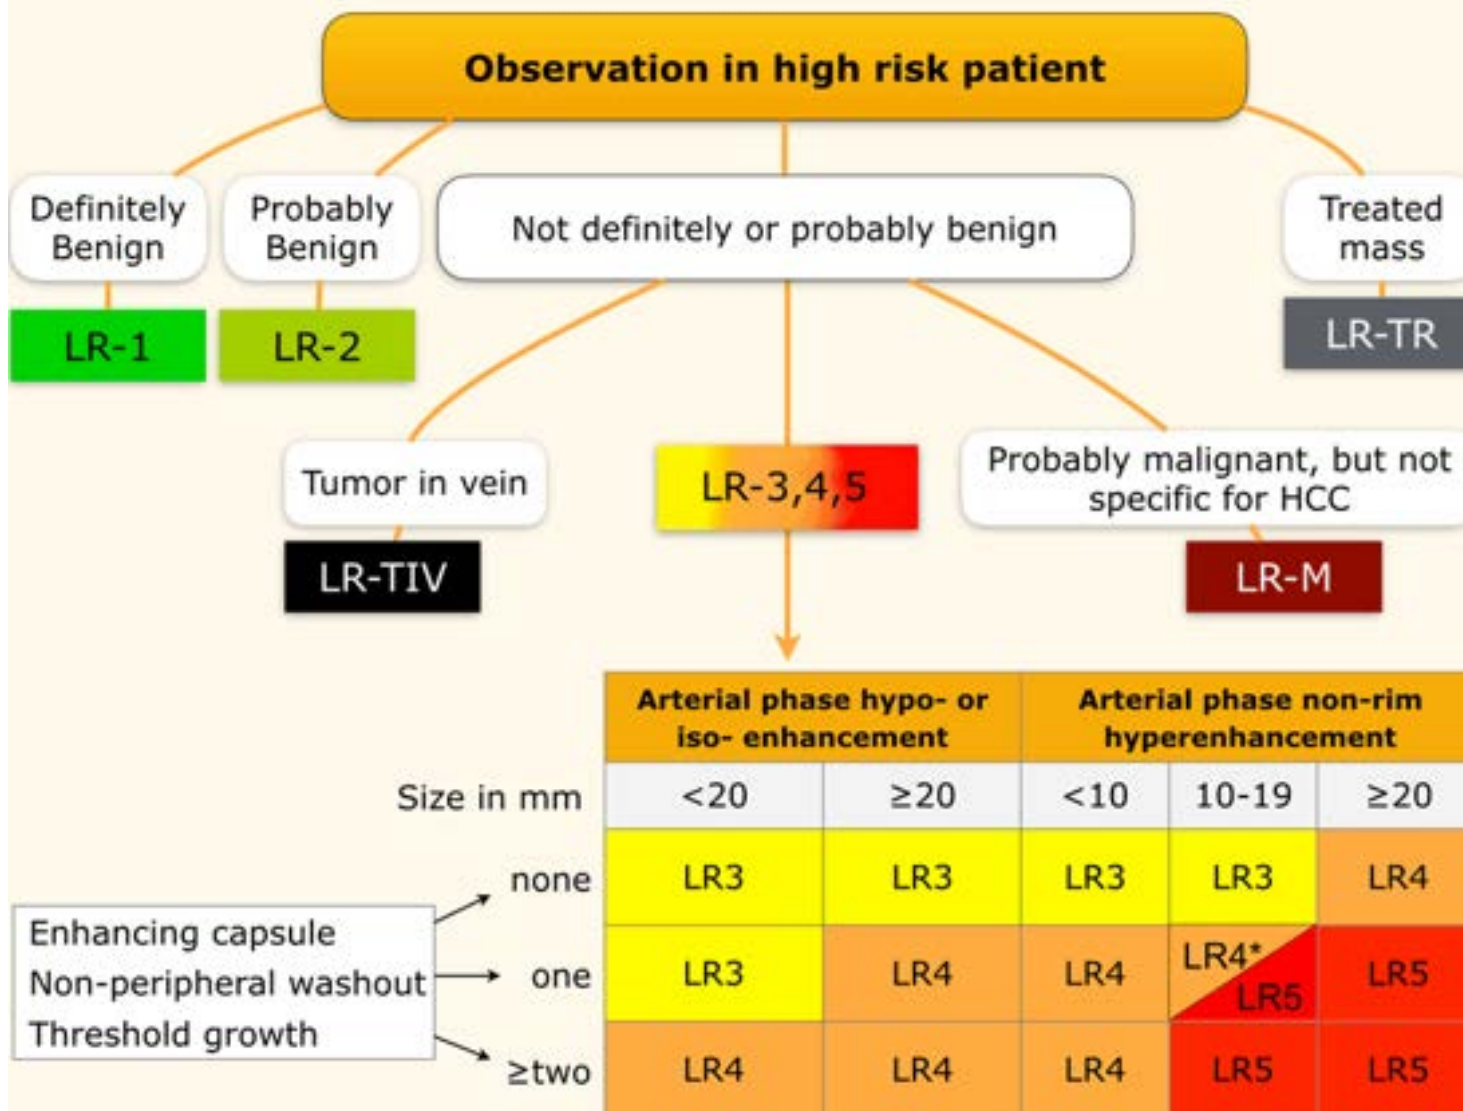 Observation in high risk patient
Definitely
Benign
Probably
Benign
Not definitely or probably benign
Treated
mass
LR-1
LR-2
LR-TR
Tumor in vein
LR-3,4,5
Probably malignant, but not
specific for HCC
LR-TIV
LR-M
Arterial phase hypo- or
iso- enhancement
Arterial phase non-rim
hyperenhancement
Size in mm
<20
≥20
<10
10-19
≥20
none
LR3
LR3
LR3
LR3
LR4
Enhancing capsule
Non-peripheral washout
Threshold growth
one
LR3
LR4
LR4
LR4*
LR5
LR5
≥two
LR4
LR4
LR4
LR5
LR5